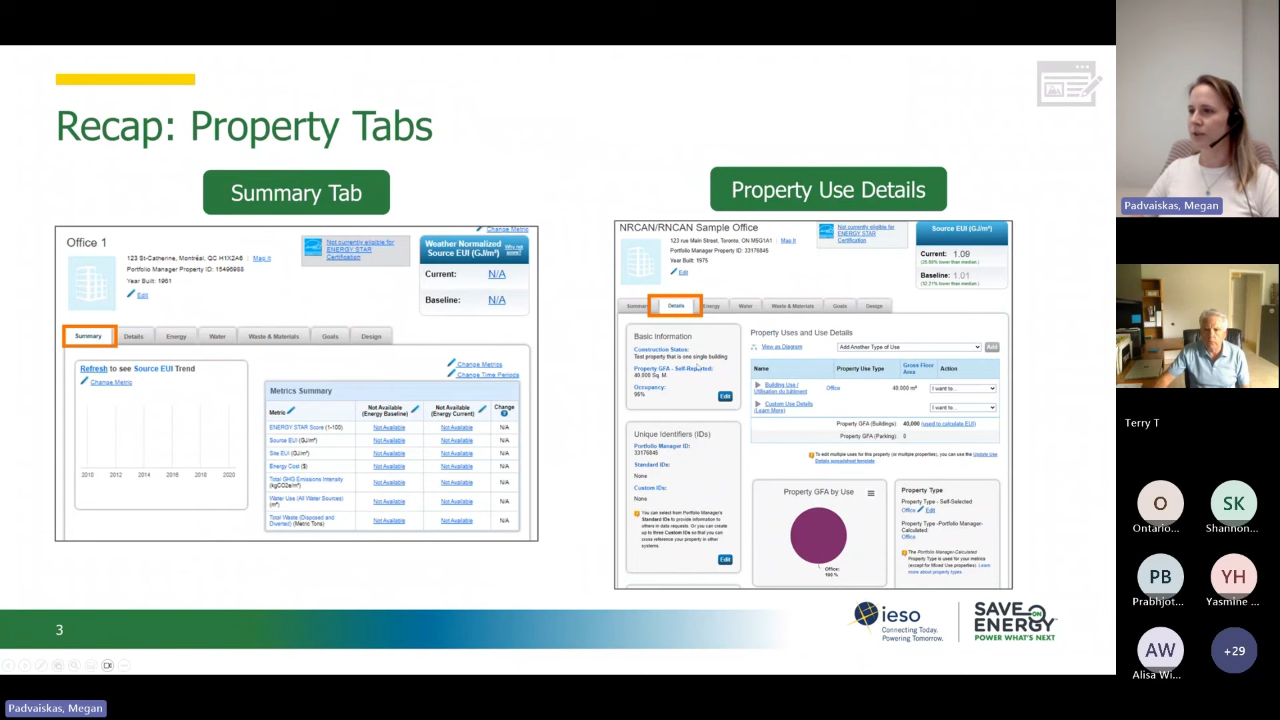 Recap: Property Tabs
Summary Tab
Office 1
123 St-Catherine, Montréal, QC H1X2A6 | Map It
Portfolio Manager Property ID: 15496988
Year Built: 1961
Edit
Not currently eligible for
ENERGY STAR
Certification
Change Metric
Weather Normalized
Source EUI (GJ/m²)
Why not
score?
Current: N/A
Baseline: N/A
Summary
Details
Energy
Water
Waste & Materials
Goals
Design
Refresh to see Source EUI Trend
Change Metric
2010 2012 2014 2016 2018 2020
Change Metrics
Change Time Periods
Metrics Summary
Metric
Not Available
(Energy Baseline)
Not Available
(Energy Current)
Change
ENERGY STAR Score (1-100) Not Available Not Available N/A
Source EUI (GJ/m²) Not Available Not Available N/A
Site EUI (GJ/m²) Not Available Not Available N/A
Energy Cost ($) Not Available Not Available N/A
Total GHG Emissions Intensity
(kgCO2e/m²) Not Available Not Available N/A
Water Use (All Water Sources)
(m³) Not Available Not Available N/A
Total Waste (Disposed and
Diverted) (Metric Tons) Not Available Not Available N/A
Property Use Details
NRCAN/RNCAN Sample Office
123 rue Main Street, Toronto, ON M5G1A1 | Map It
Portfolio Manager Property ID: 33176845
Year Built: 1975
Edit
Not currently eligible for
ENERGY STAR
Certification
Source EUI (GJ/m²)
Current: 1.09
Baseline: 1.01
Summary
Details
Energy
Water
Waste & Materials
Goals
Design
Basic Information
Construction Status:
Test property that is one single building
Property GFA - Self-Reported:
40,000 Sq. M.
Occupancy:
95%
Edit
Unique Identifiers (IDs)
Portfolio Manager ID:
33176845
Standard IDs:
None
Custom IDs:
None
You can select from Portfolio Manager's
Standard IDs to provide information to
others in data requests. Or you can create
up to three Custom IDs so that you can
cross reference your property in other
systems.
Edit
Property Uses and Use Details
View as Diagram
Add Another Type of Use
Add
Name
Property Use Type
Gross Floor
Area
Action
Building Use /
Utilisation du bâtiment
Office
40,000 m²
I want to...
Custom Use Details
(Learn More)
I want to...
Property GFA (Buildings): 40,000 (used to calculate EUI)
Property GFA (Parking): 0
To edit multiple uses for this property (or multiple properties), you can use the Update Use
Details spreadsheet template.
Property GFA by Use
Office:
100 %
Property Type
Property Type - Self-Selected:
Office Edit
Property Type -Portfolio Manager-
Calculated:
Office
The Portfolio Manager-Calculated
Property Type is used for your metrics
(except for Mixed Use properties). Learn
more about property types.
3
ieso
Connecting Today.
Powering Tomorrow.
SAVE
ON
ENERGY
POWER WHAT'S NEXT
Padvaiskas, Megan
Padvaiskas, Megan
Terry T
O
Ontario...
SK
Shannon...
PB
Prabhjot...
YH
Yasmine ...
AW
Alisa Wi...
+29